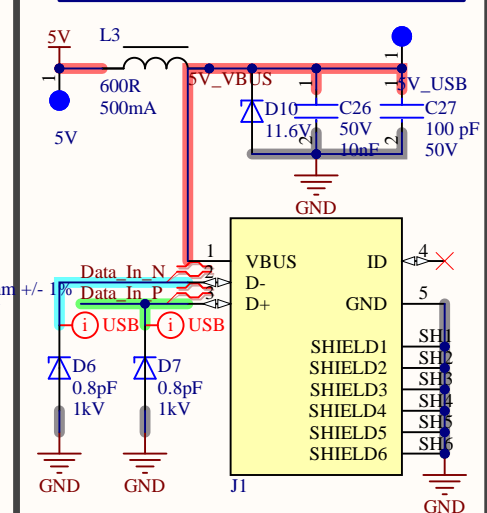 5V
L3
1
600R
500mA
5V
5V_VBUS
1
5V_USB
D10
11.6V
1
2
C26
50V
10nF
1
2
C27
100 pF
50V
GND
1
VBUS
ID
4
Data_In_N
2
D-
m +/- 1%
Data_In_P
3
D+
GND
5
i USB
i USB
SHIELD1
SH1
SHIELD2
SH2
SHIELD3
SH3
SHIELD4
SH4
SHIELD5
SH5
SHIELD6
SH6
D6
0.8pF
1kV
D7
0.8pF
1kV
GND
GND
J1
GND